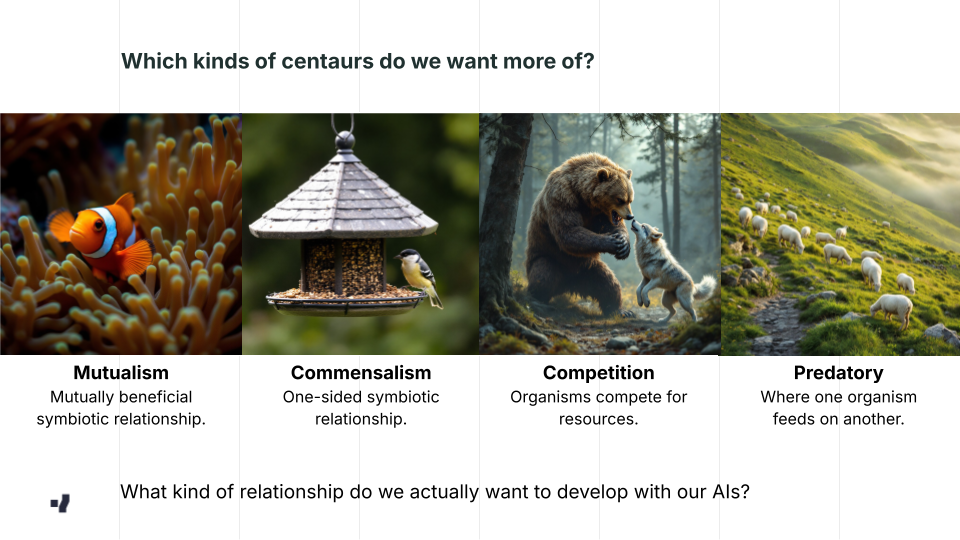 Which kinds of centaurs do we want more of?
Mutualism
Mutually beneficial
symbiotic relationship.
Commensalism
One-sided symbiotic
relationship.
Competition
Organisms compete for
resources.
Predatory
Where one organism
feeds on another.
What kind of relationship do we actually want to develop with our AIs?